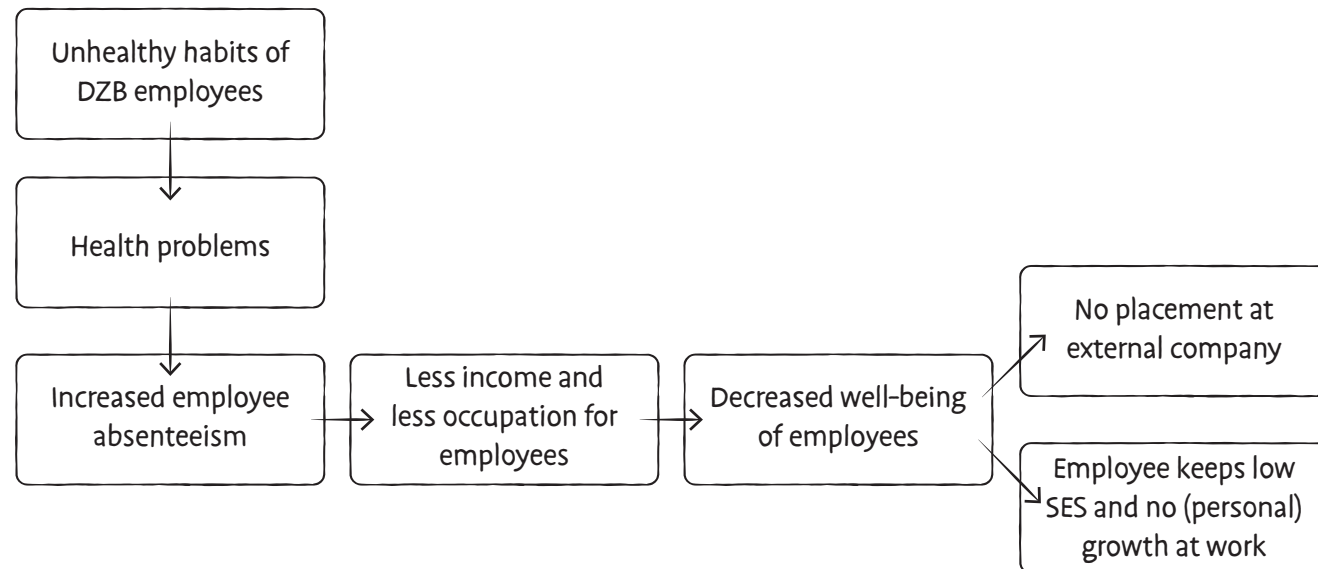 Unhealthy habits of
DZB employees
Health problems
Increased employee
absenteeism
Less income and
less occupation for
employees
Decreased well-being
of employees
No placement at
external company
Employee keeps low
SES and no (personal)
growth at work